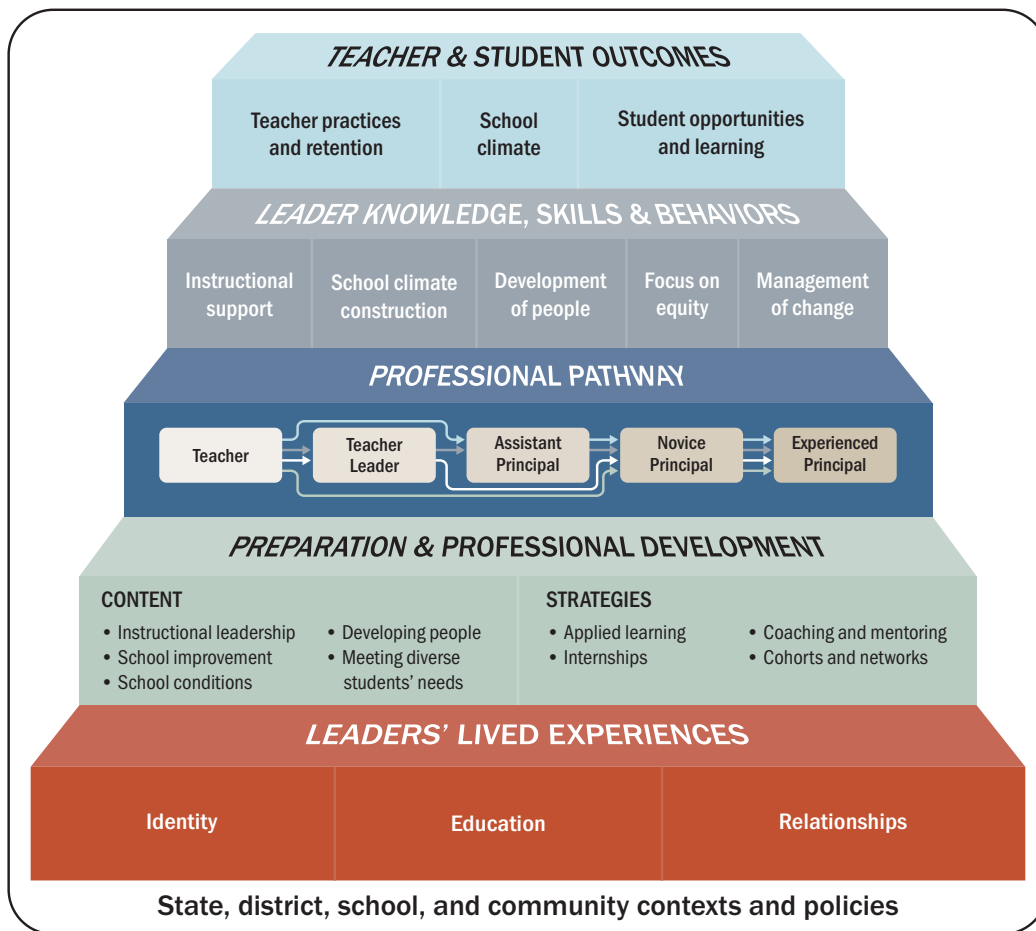 TEACHER & STUDENT OUTCOMES
Teacher practices
and retention
School
climate
Student opportunities
and learning
LEADER KNOWLEDGE, SKILLS & BEHAVIORS
Instructional
support
School climate
construction
Development
of people
Focus on
equity
Management
of change
PROFESSIONAL PATHWAY
Teacher
Teacher
Leader
Assistant
Principal
Novice
Principal
Experienced
Principal
PREPARATION & PROFESSIONAL DEVELOPMENT
CONTENT
• Instructional leadership
• School improvement
• School conditions
• Developing people
• Meeting diverse
students’ needs
STRATEGIES
• Applied learning
• Internships
• Coaching and mentoring
• Cohorts and networks
LEADERS’ LIVED EXPERIENCES
Identity
Education
Relationships
State, district, school, and community contexts and policies